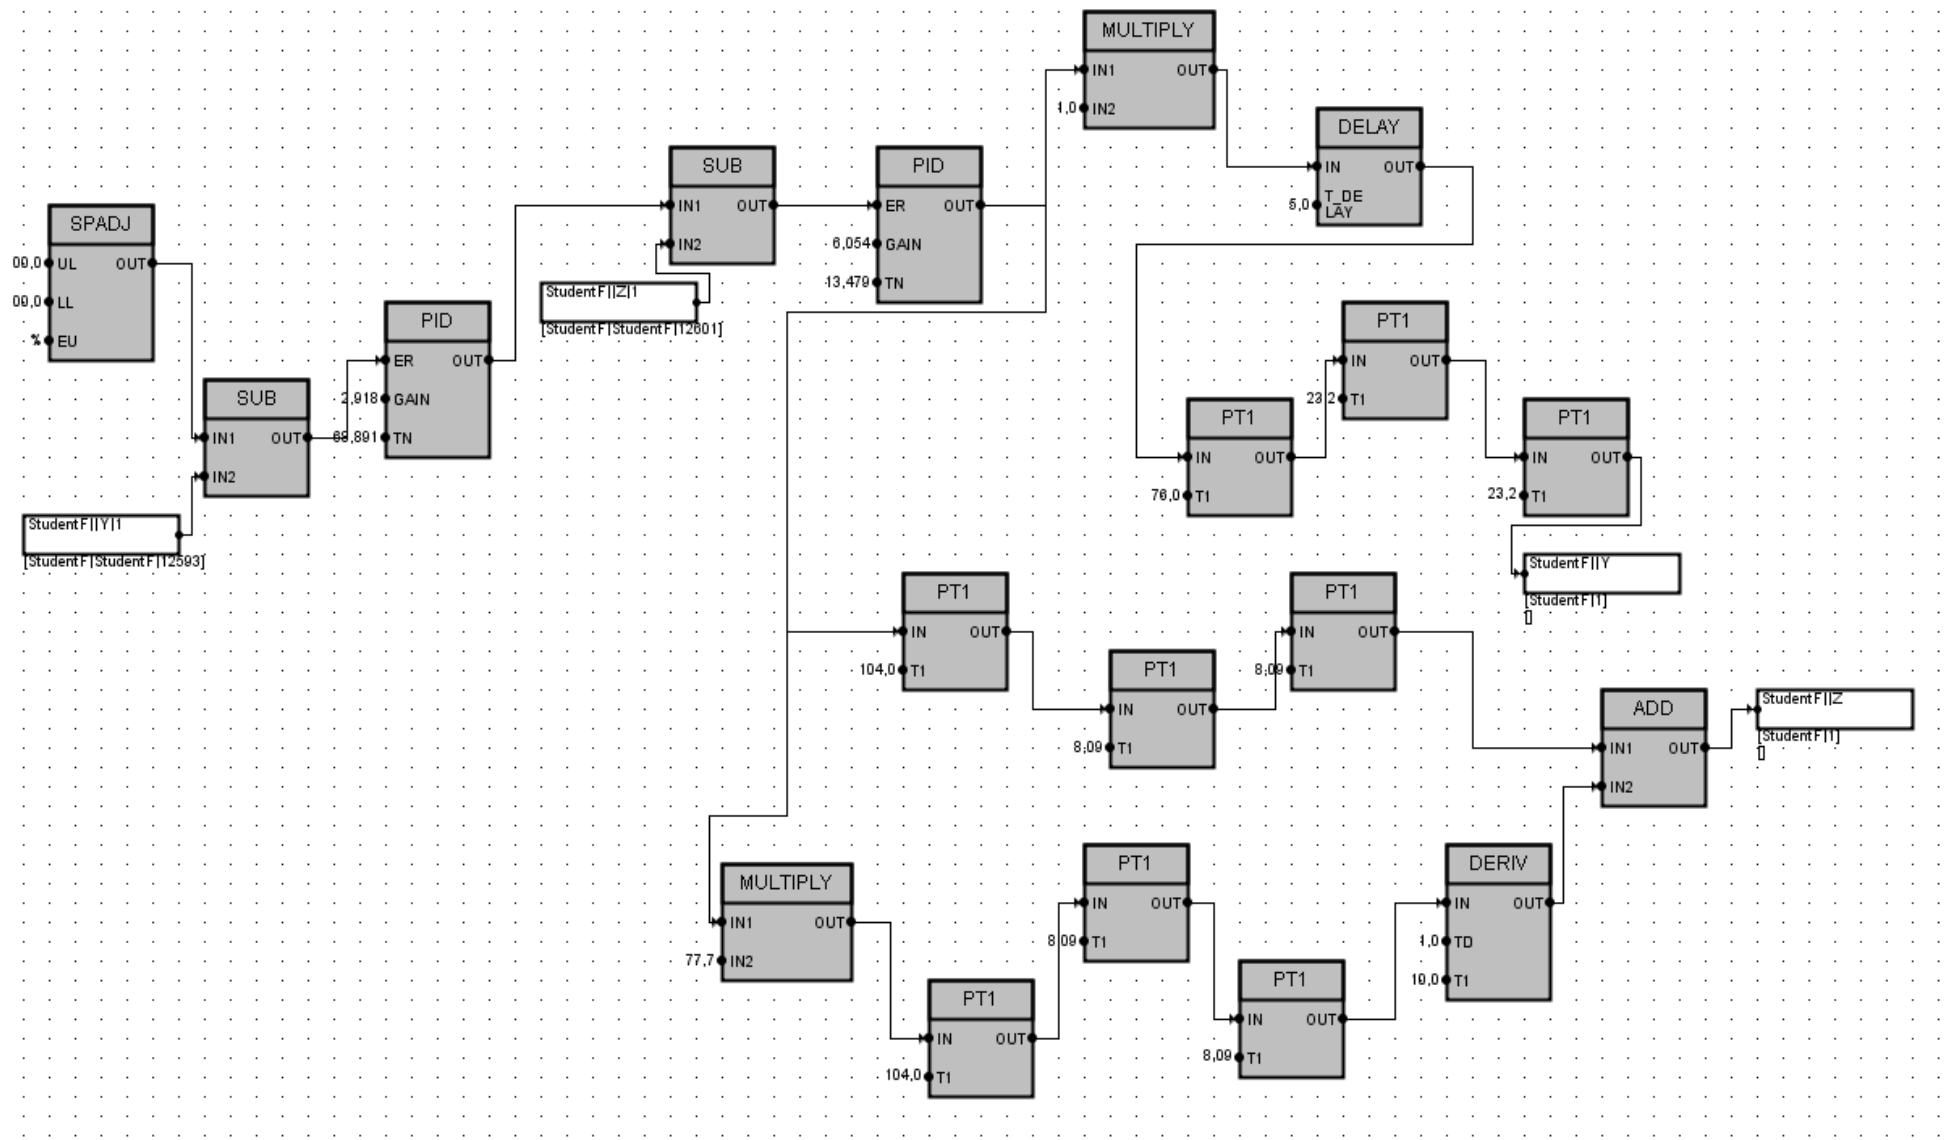 SPADJ
00,0 UL OUT
00,0 LL
% EU
SUB
IN1 OUT
IN2
StudentF||Y|1
[StudentF|StudentF|12593]
PID
ER OUT
2,918 GAIN
68,891 TN
SUB
IN1 OUT
IN2
StudentF||Z|1
[StudentF|StudentF|12601]
PID
ER OUT
6,054 GAIN
13,479 TN
MULTIPLY
IN1 OUT
1,0 IN2
DELAY
IN OUT
5,0 T_DE
LAY
PT1
IN OUT
76,0 T1
PT1
IN OUT
23,2 T1
PT1
IN OUT
23,2 T1
StudentF||Y
[StudentF|1]
[]
PT1
IN OUT
104,0 T1
PT1
IN OUT
8,09 T1
PT1
IN OUT
8,09 T1
ADD
IN1 OUT
IN2
StudentF||Z
[StudentF|1]
[]
MULTIPLY
IN1 OUT
77,7 IN2
PT1
IN OUT
104,0 T1
PT1
IN OUT
8,09 T1
PT1
IN OUT
8,09 T1
DERIV
IN OUT
1,0 TD
10,0 T1